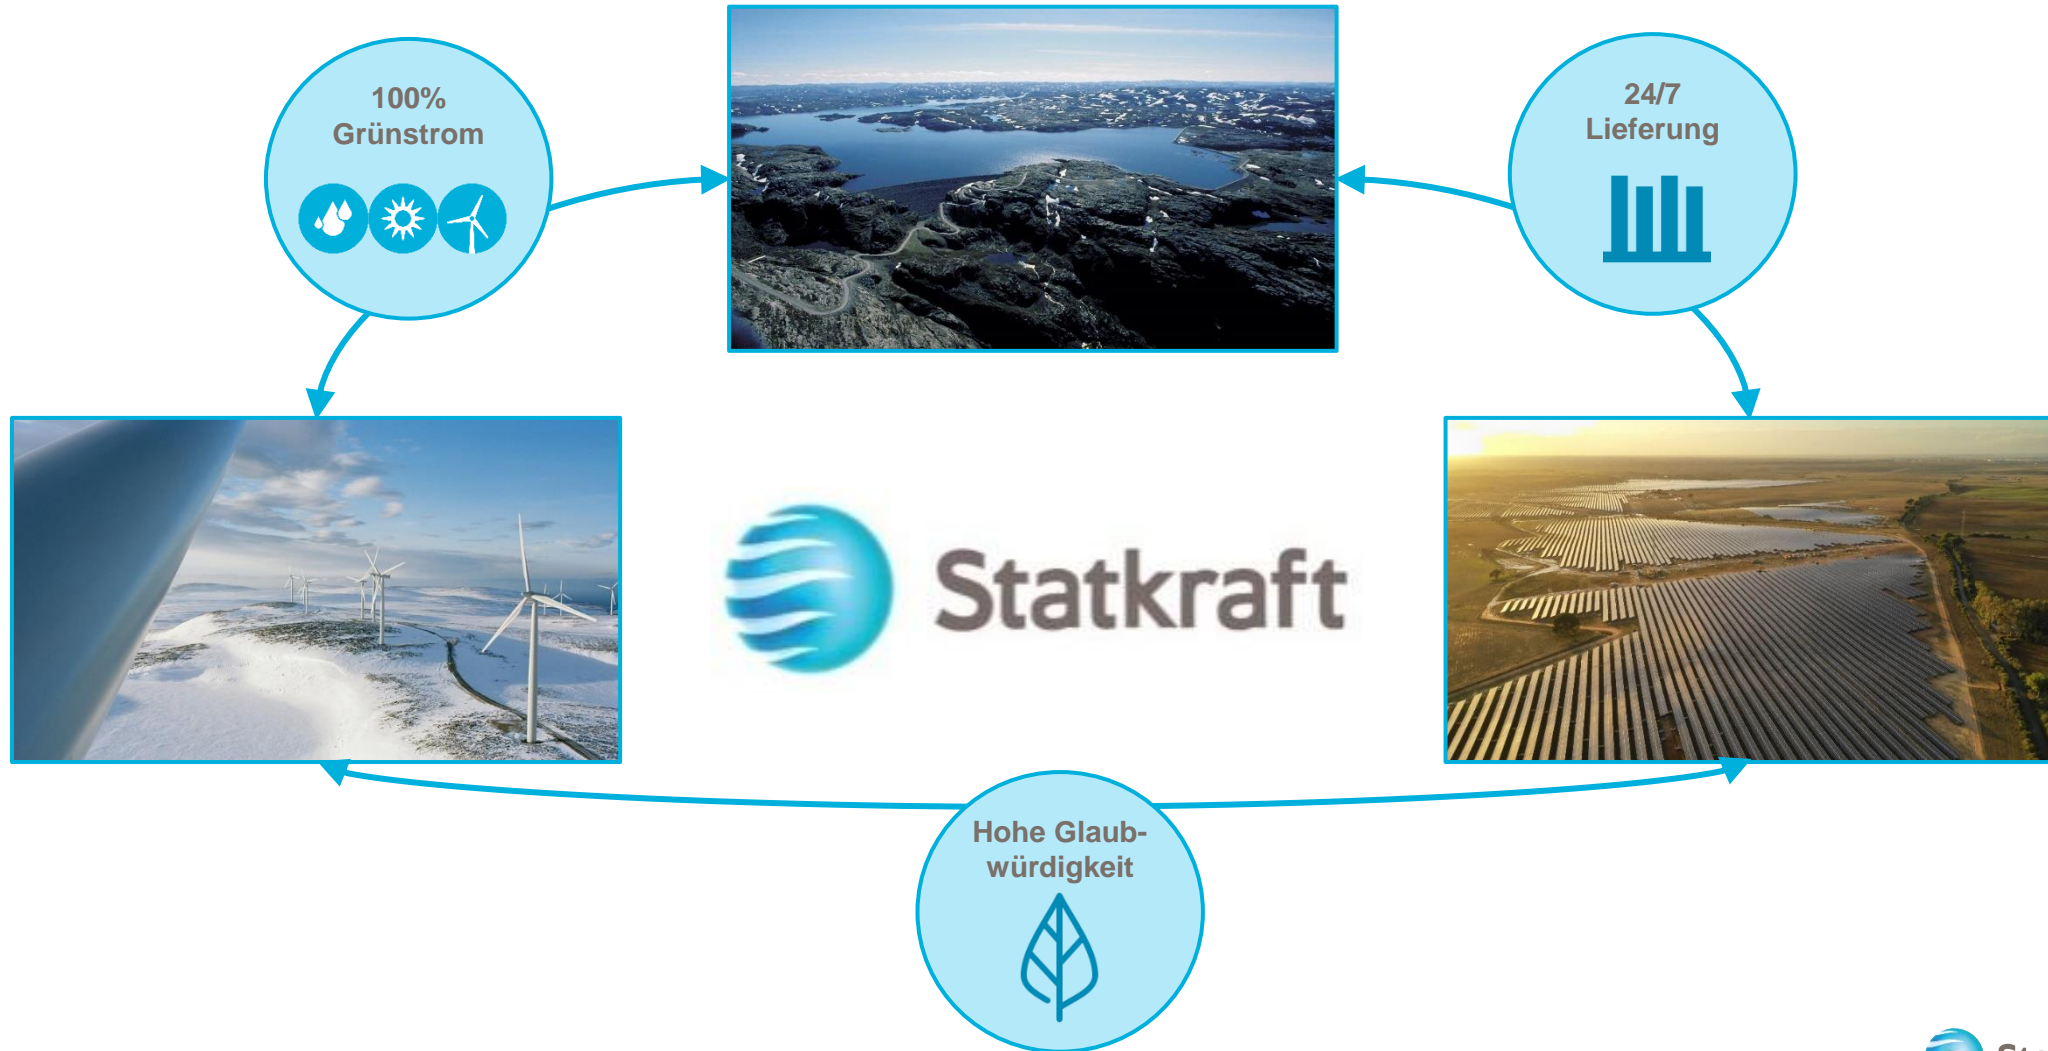 100%
Grünstrom
24/7
Lieferung
Statkraft
Hohe Glaub-
würdigkeit